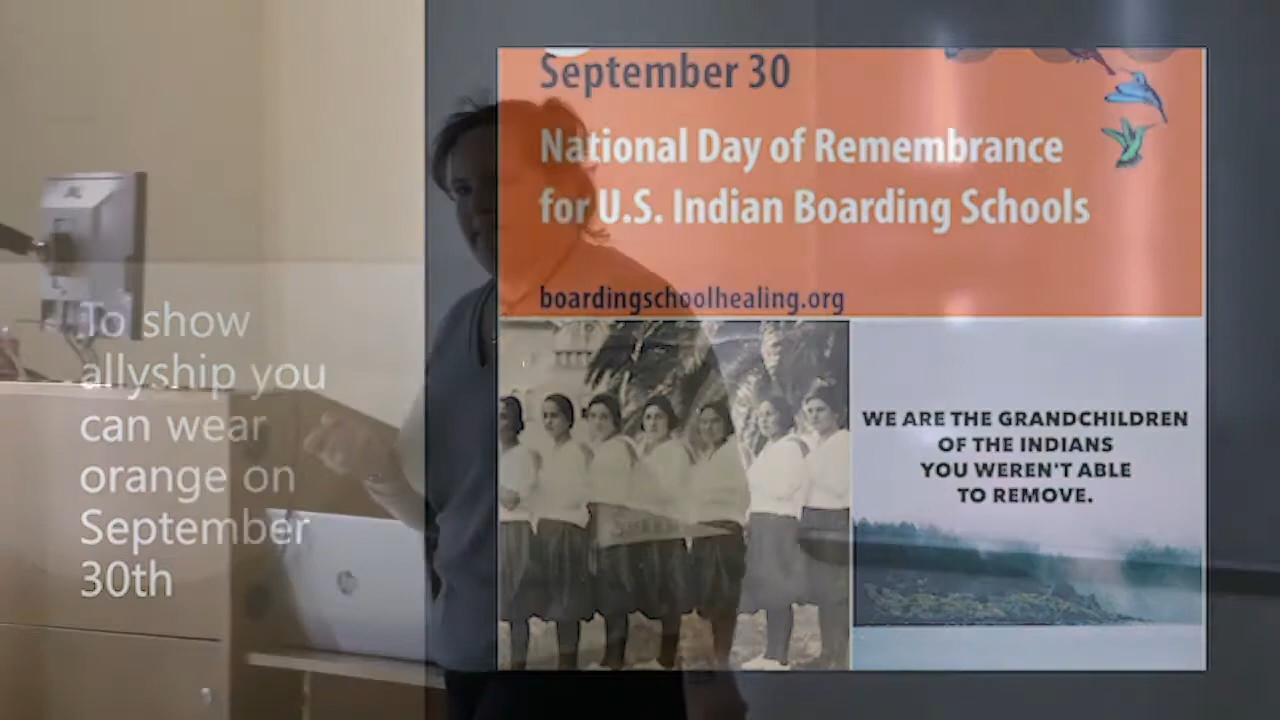 September 30
National Day of Remembrance
for U.S. Indian Boarding Schools
boardingschoolhealing.org
To show
allyship you
can wear
orange on
September
30th
WE ARE THE GRANDCHILDREN
OF THE INDIANS
YOU WEREN'T ABLE
TO REMOVE.